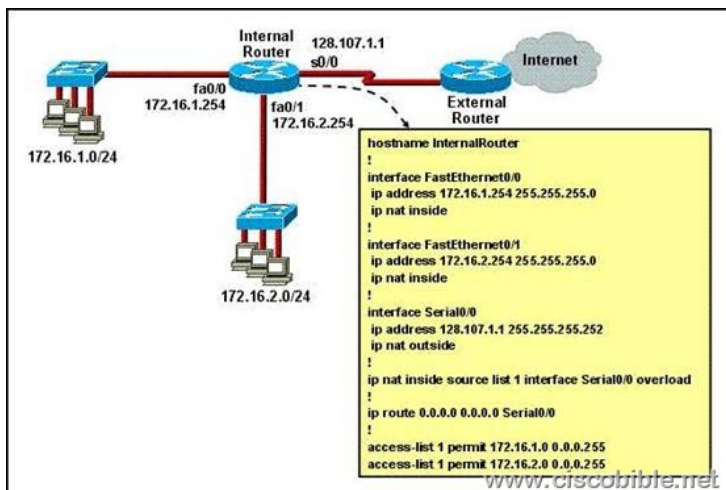 Internal
Router
128.107.1.1
s0/0
Internet
fa0/0
172.16.1.254
fa0/1
172.16.2.254
External
Router
172.16.1.0/24
172.16.2.0/24
hostname InternalRouter
!
interface FastEthernet0/0
ip address 172.16.1.254 255.255.255.0
ip nat inside
!
interface FastEthernet0/1
ip address 172.16.2.254 255.255.255.0
ip nat inside
!
interface Serial0/0
ip address 128.107.1.1 255.255.255.252
ip nat outside
!
ip nat inside source list 1 interface Serial0/0 overload
!
ip route 0.0.0.0 0.0.0.0 Serial0/0
!
access-list 1 permit 172.16.1.0 0.0.0.255
access-list 1 permit 172.16.2.0 0.0.0.255
www.ciscobible.net